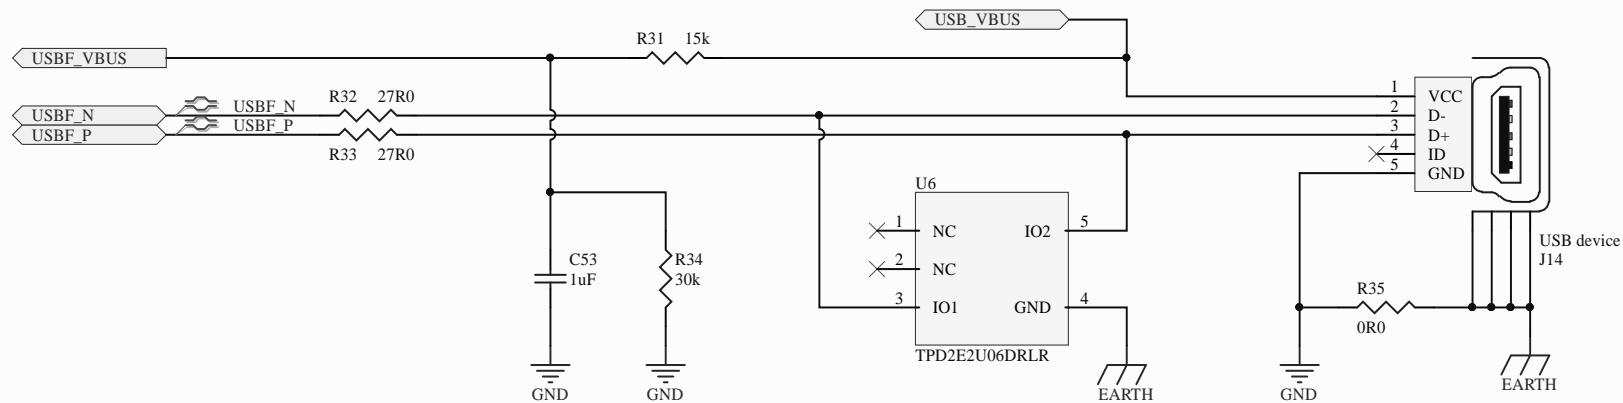 USB_VBUS
R31 15k
USBF_VBUS
USBF_N
USBF_P
USBF_N
USBF_P
R32 27R0
R33 27R0
1 VCC
2 D-
3 D+
4 ID
5 GND
U6
1 NC
2 NC
3 IO1
IO2 5
GND 4
TPD2E2U06DRLR
C53
1uF
R34
30k
USB device
J14
R35
0R0
GND
GND
EARTH
GND
EARTH